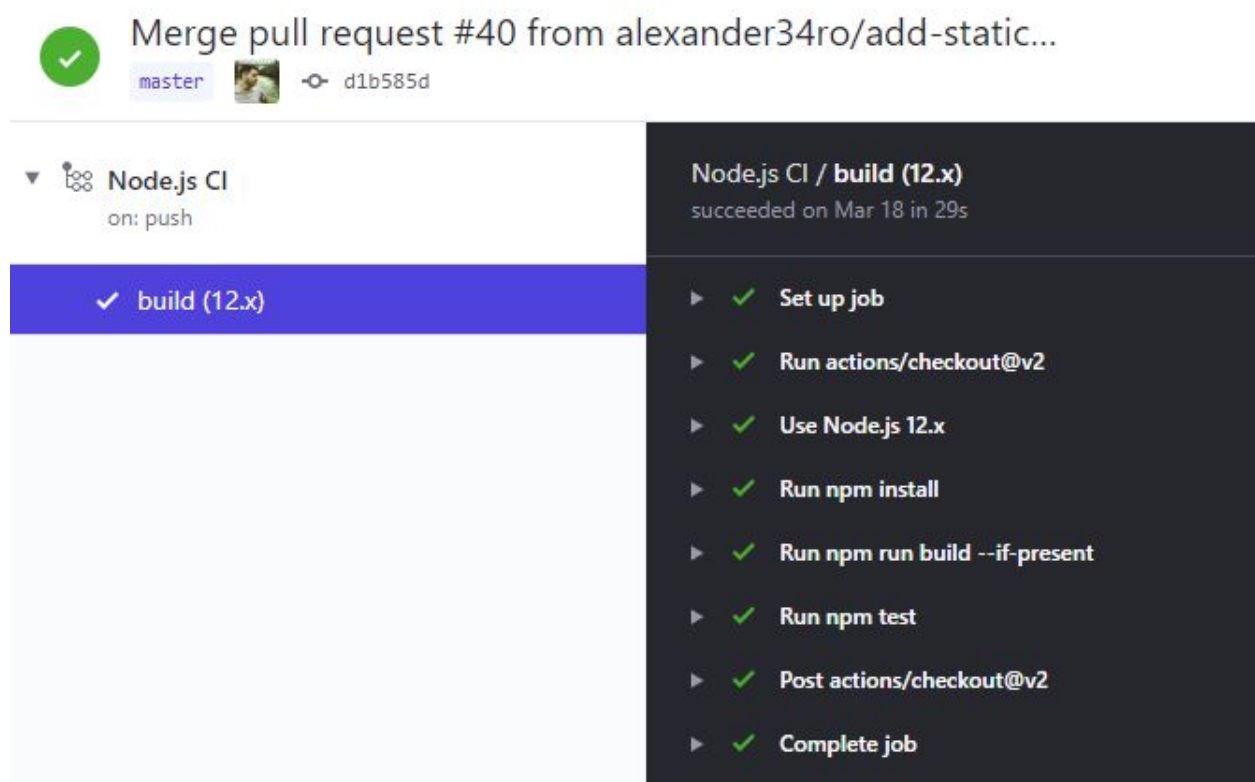 Merge pull request #40 from alexander34ro/add-static...
master d1b585d
Node.js CI
on: push
build (12.x)
Node.js CI / build (12.x)
succeeded on Mar 18 in 29s
Set up job
Run actions/checkout@v2
Use Node.js 12.x
Run npm install
Run npm run build --if-present
Run npm test
Post actions/checkout@v2
Complete job